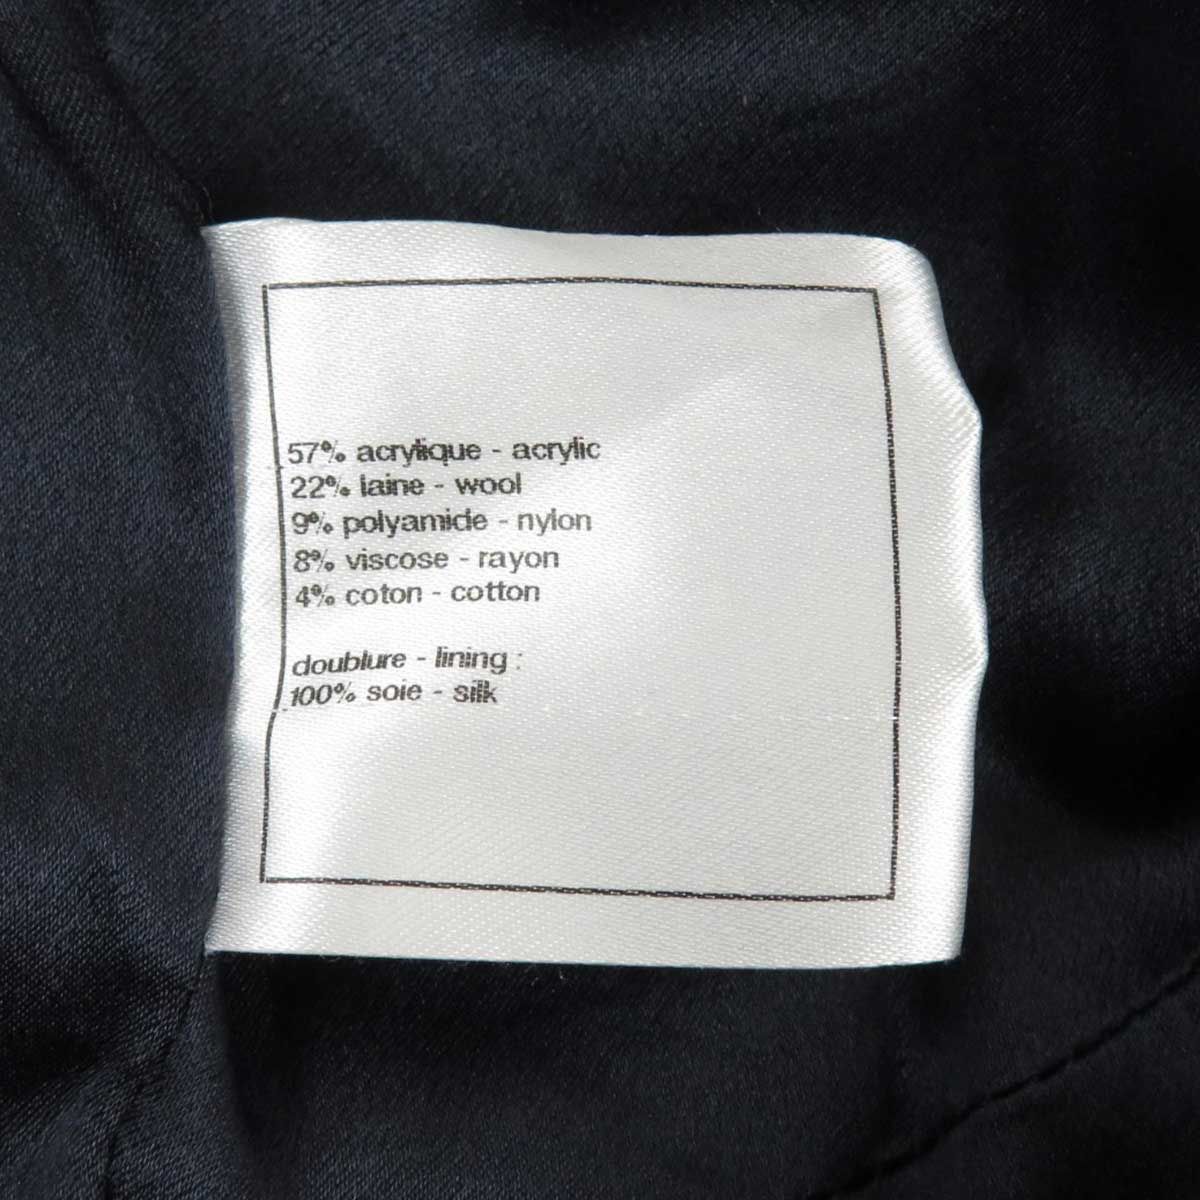 57% acrylique - acrylic
22% laine - wool
9% polyamide - nylon
8% viscose - rayon
4% coton - cotton
doublure - lining :
100% soie - silk